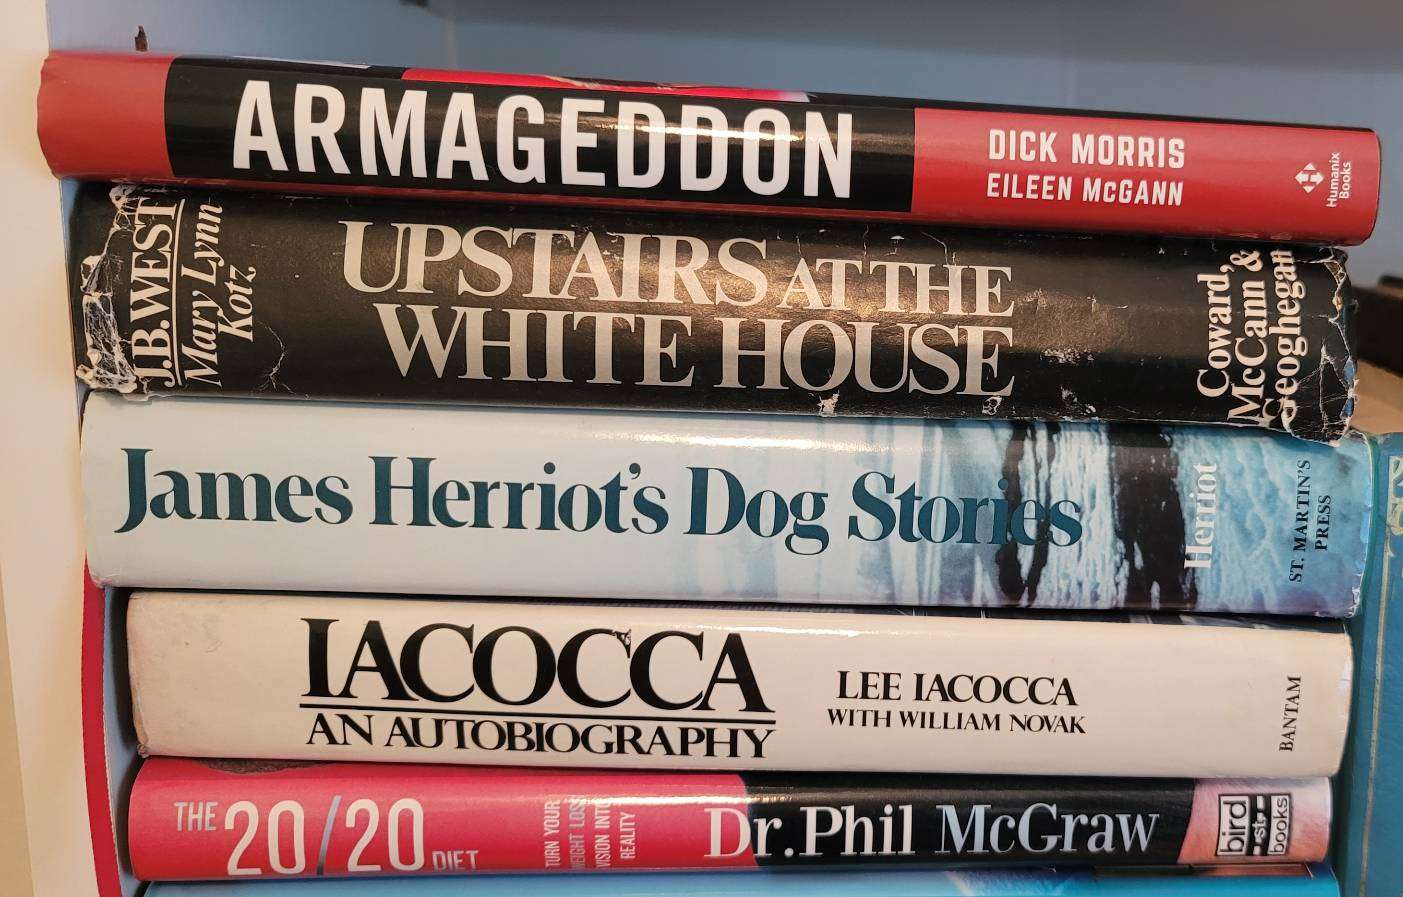 ARMAGEDDON
DICK MORRIS
EILEEN McGANN
Humanix
Books
J.B. WEST
Mary Lynn
Kotz
UPSTAIRS AT THE
WHITE HOUSE
Coward,
McCann &
Geoghegan
James Herriot's Dog Stories
Herriot
ST. MARTIN'S
PRESS
IACOCCA
AN AUTOBIOGRAPHY
LEE IACOCCA
WITH WILLIAM NOVAK
BANTAM
THE
20/20
DIET
TURN YOUR
WEIGHT LOSS
VISION INTO
REALITY
Dr. Phil McGraw
bird
-st-
books